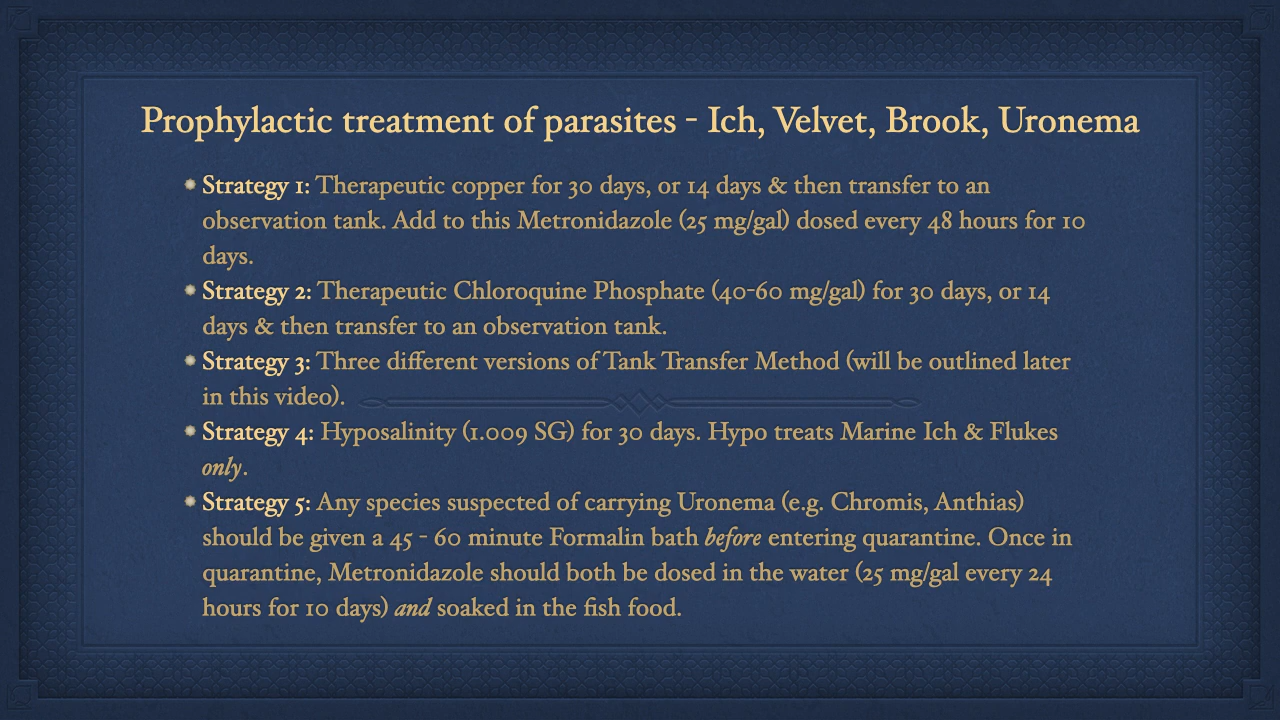 Prophylactic treatment of parasites - Ich, Velvet, Brook, Uronema
Strategy 1: Therapeutic copper for 30 days, or 14 days & then transfer to an
observation tank. Add to this Metronidazole (25 mg/gal) dosed every 48 hours for 10
days.
Strategy 2: Therapeutic Chloroquine Phosphate (40-60 mg/gal) for 30 days, or 14
days & then transfer to an observation tank.
Strategy 3: Three different versions of Tank Transfer Method (will be outlined later
in this video).
Strategy 4: Hyposalinity (1.009 SG) for 30 days. Hypo treats Marine Ich & Flukes
only.
Strategy 5: Any species suspected of carrying Uronema (e.g. Chromis, Anthias)
should be given a 45 - 60 minute Formalin bath before entering quarantine. Once in
quarantine, Metronidazole should both be dosed in the water (25 mg/gal every 24
hours for 10 days) and soaked in the fish food.